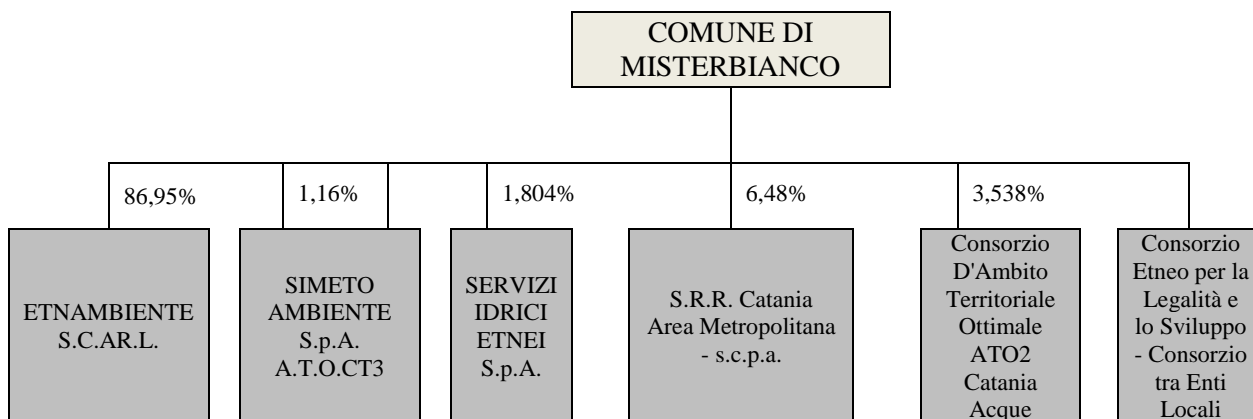 COMUNE DI
MISTERBIANCO
86,95%
1,16%
1,804%
6,48%
3,538%
ETNAMBIENTE
S.C.AR.L.
SIMETO
AMBIENTE
S.p.A.
A.T.O.CT3
SERVIZI
IDRICI
ETNEI
S.p.A.
S.R.R. Catania
Area Metropolitana
- s.c.p.a.
Consorzio
D'Ambito
Territoriale
Ottimale
ATO2
Catania
Acque
Consorzio
Etneo per la
Legalità e
lo Sviluppo
- Consorzio
tra Enti
Locali